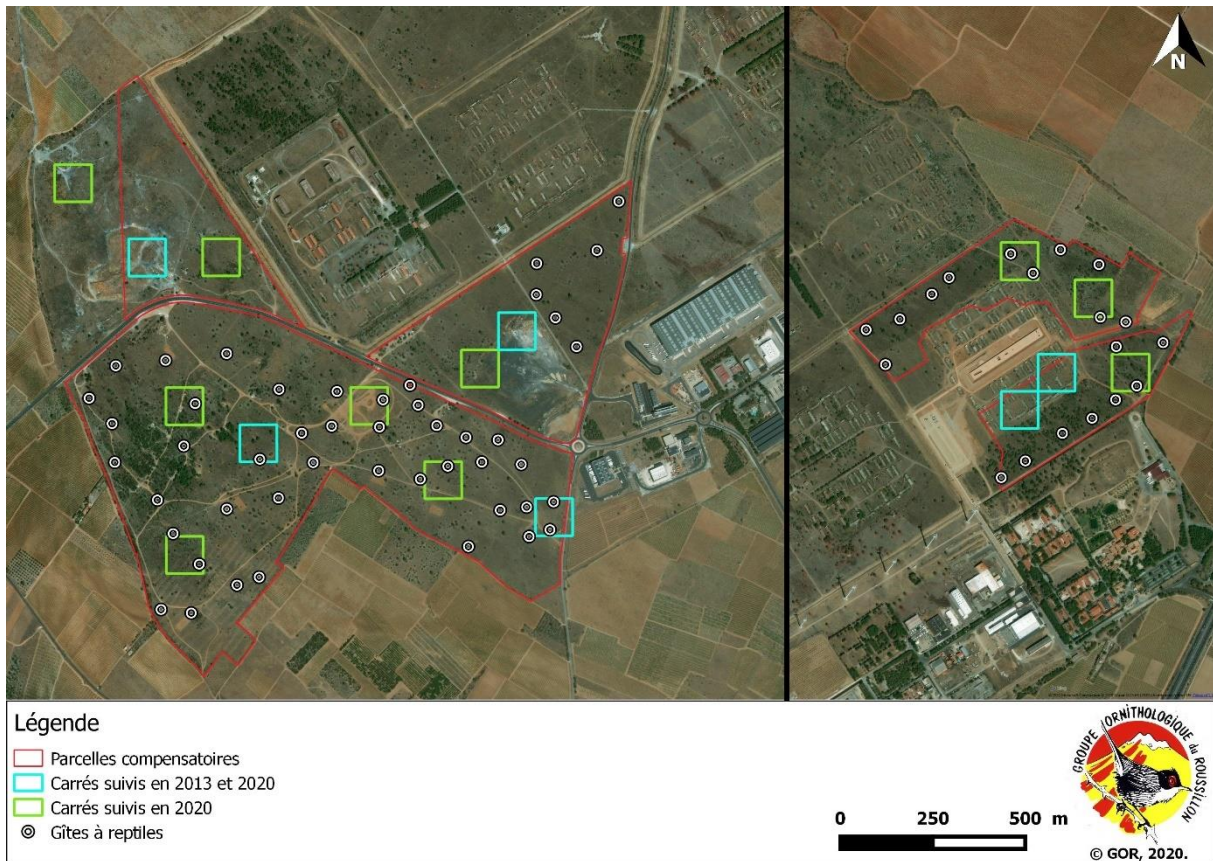 N
Légende
Parcelles compensatoires
Carrés suivis en 2013 et 2020
Carrés suivis en 2020
Gîtes à reptiles
0 250 500 m
GROUPE ORNITHOLOGIQUE du ROUSSILLON
© GOR, 2020.